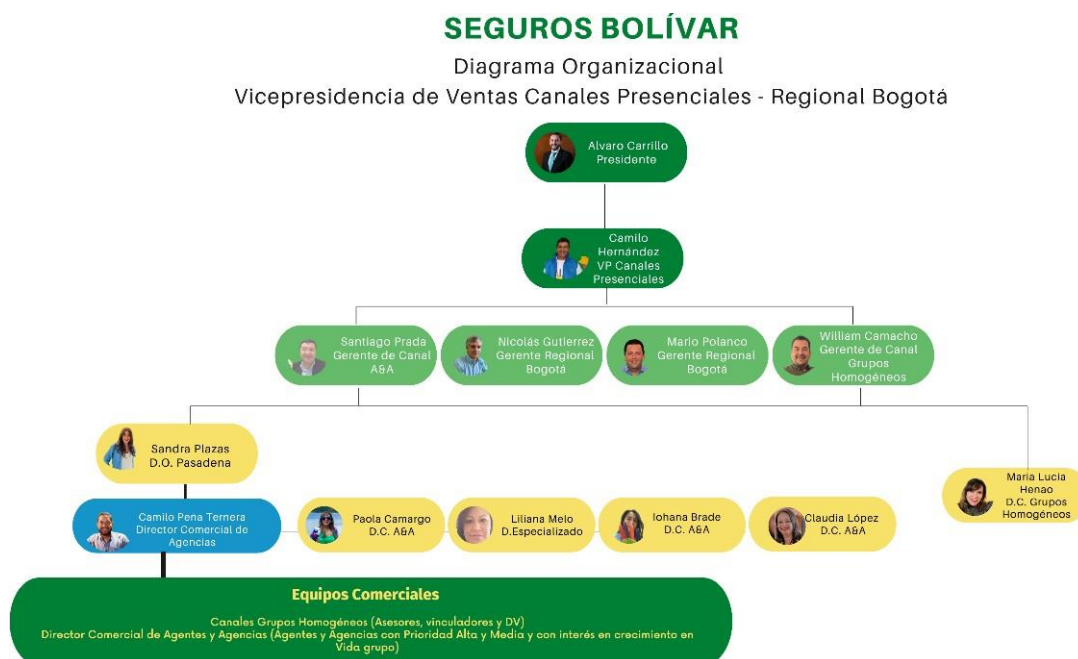 SEGUROS BOLÍVAR
Diagrama Organizacional
Vicepresidencia de Ventas Canales Presenciales - Regional Bogotá
Alvaro Carrillo
Presidente
Camilo
Hernández
VP Canales
Presenciales
Santiago Prada
Gerente de Canal
A&A
Nicolás Gutierrez
Gerente Regional
Bogotá
Mario Polanco
Gerente Regional
Bogotá
William Camacho
Gerente de Canal
Grupos
Homogéneos
Sandra Plazas
D.O. Pasadena
Maria Lucia
Henao
D.C. Grupos
Homogéneos
Camilo Pena Ternera
Director Comercial de
Agencias
Paola Camargo
D.C. A&A
Liliana Melo
D.Especializado
Iohana Brade
D.C. A&A
Claudia López
D.C. A&A
Equipos Comerciales
Canales Grupos Homogéneos (Asesores, vinculadores y DV)
Director Comercial de Agentes y Agencias (Agentes y Agencias con Prioridad Alta y Media y con interés en crecimiento en
Vida grupo)